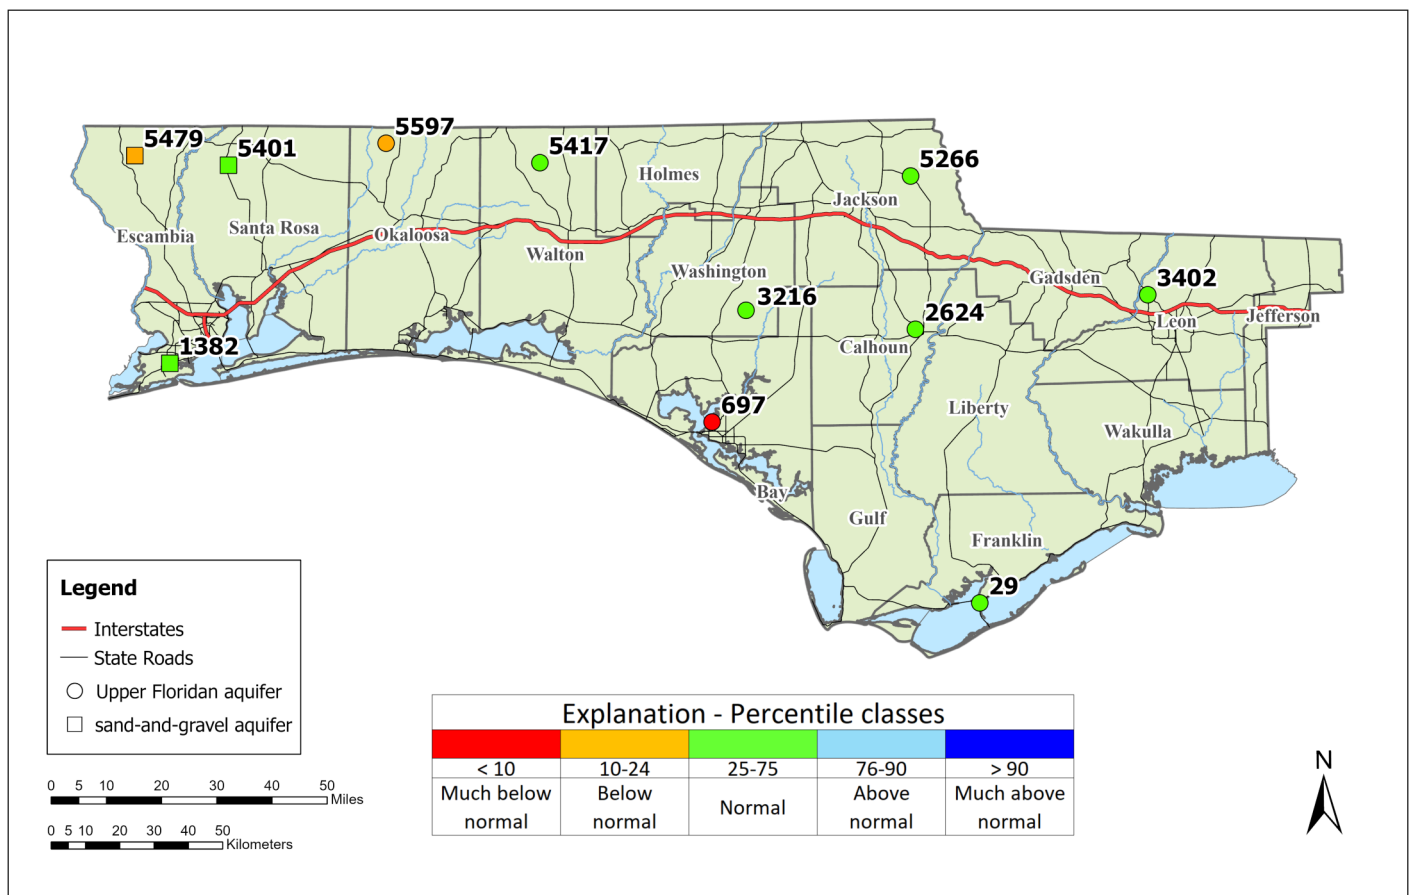 5479
5401
5597
5417
5266
Holmes
Jackson
Santa Rosa
Escambia
Okaloosa
Walton
Washington
Gadsden
3402
3216
2624
Leon
Jefferson
1382
Calhoun
697
Liberty
Wakulla
Bay
Gulf
Franklin
29
Legend
Interstates
State Roads
Upper Floridan aquifer
sand-and-gravel aquifer
0 5 10 20 30 40 50
Miles
0 5 10 20 30 40 50
Kilometers
Explanation - Percentile classes
< 10 10-24 25-75 76-90 > 90
Much below normal Below normal Normal Above normal Much above normal
N